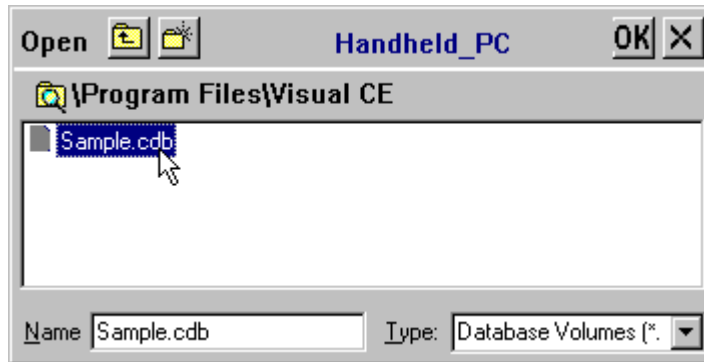 Open Handheld_PC OK
\Program Files\Visual CE
Sample.cdb
Name Sample.cdb Type: Database Volumes (*.